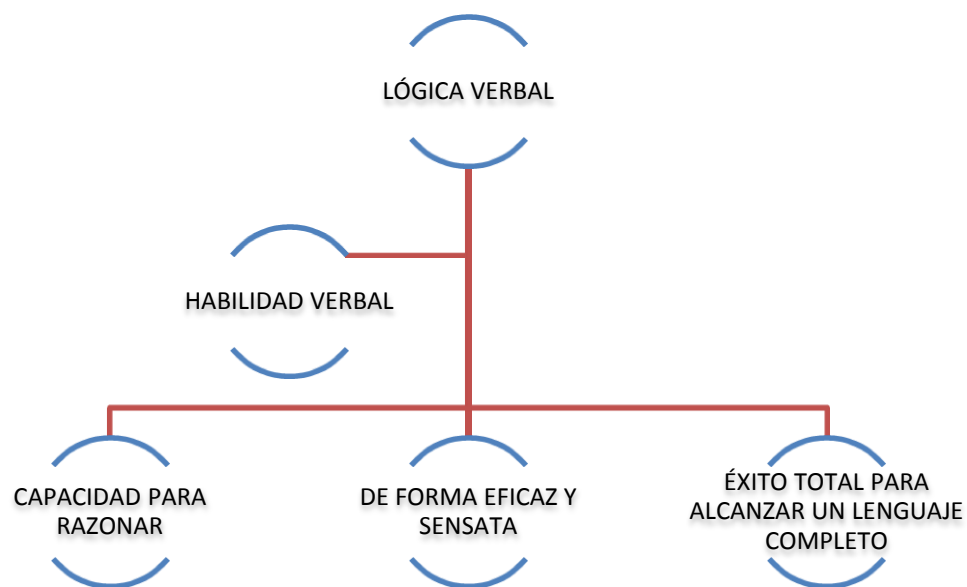 LÓGICA VERBAL
HABILIDAD VERBAL
CAPACIDAD PARA
RAZONAR
DE FORMA EFICAZ Y
SENSATA
ÉXITO TOTAL PARA
ALCANZAR UN LENGUAJE
COMPLETO